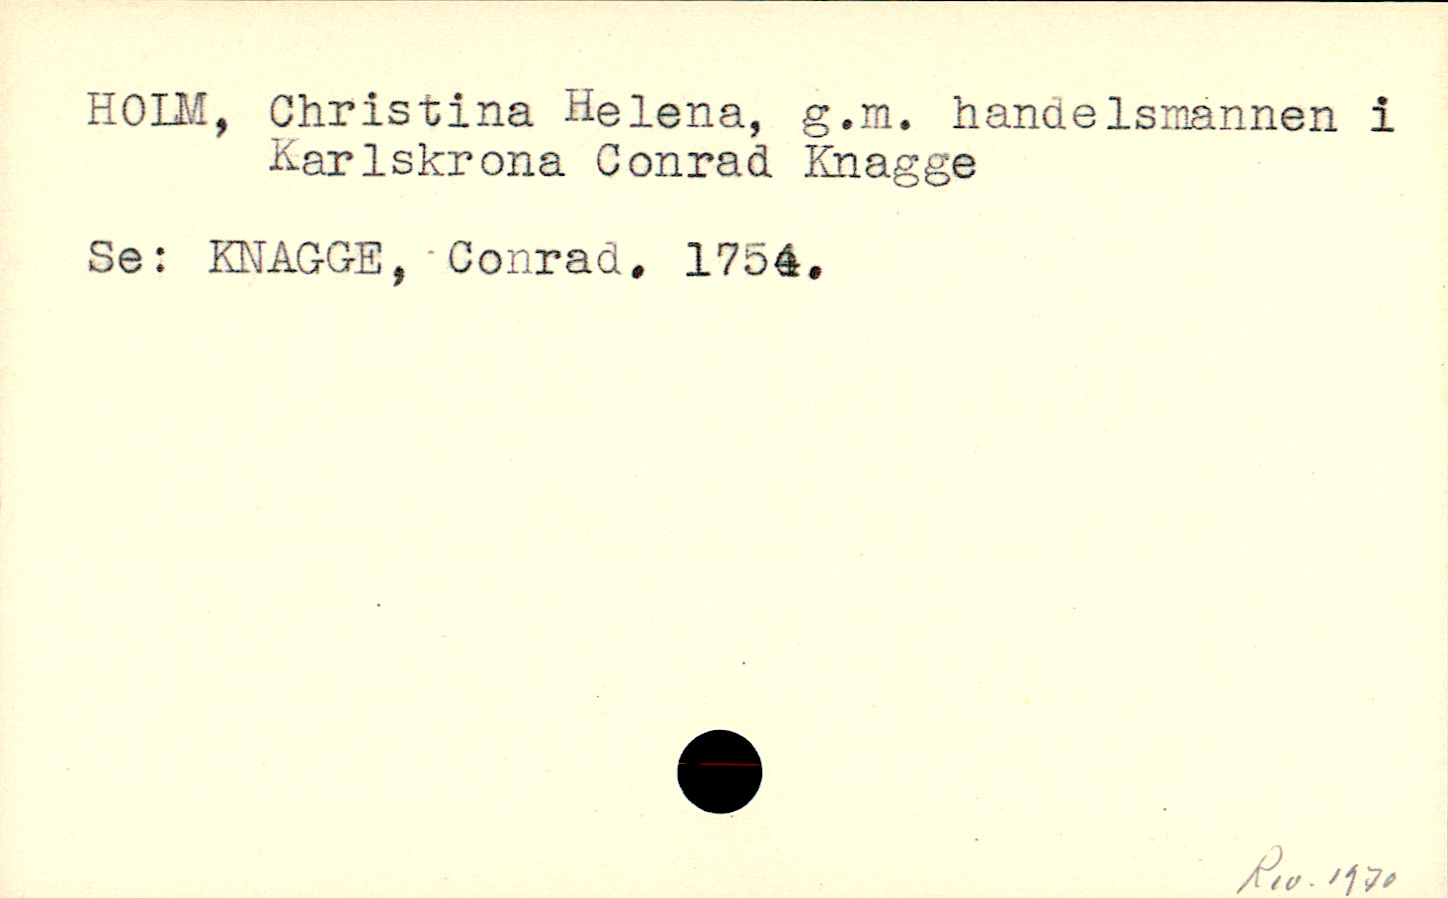 HOLM, Christina Helena, g.m. handelsmannen i
Karlskrona Conrad Knagge
Se: KNAGGE, Conrad. 1754.
Rev. 1970